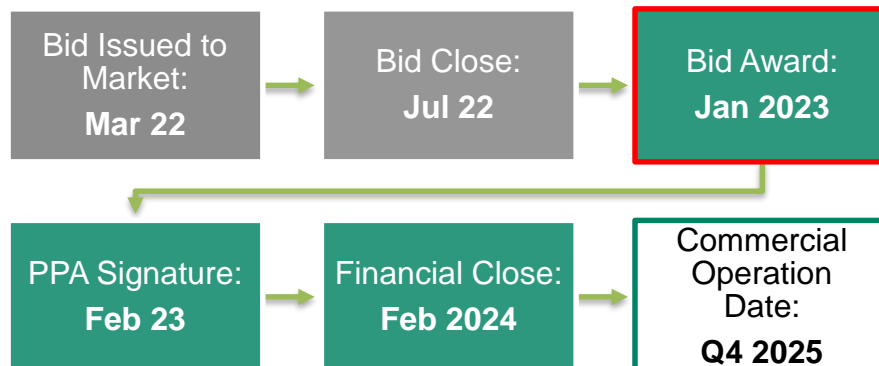 Bid Issued to
Market:
Mar 22
Bid Close:
Jul 22
Bid Award:
Jan 2023
PPA Signature:
Feb 23
Financial Close:
Feb 2024
Commercial
Operation
Date:
Q4 2025